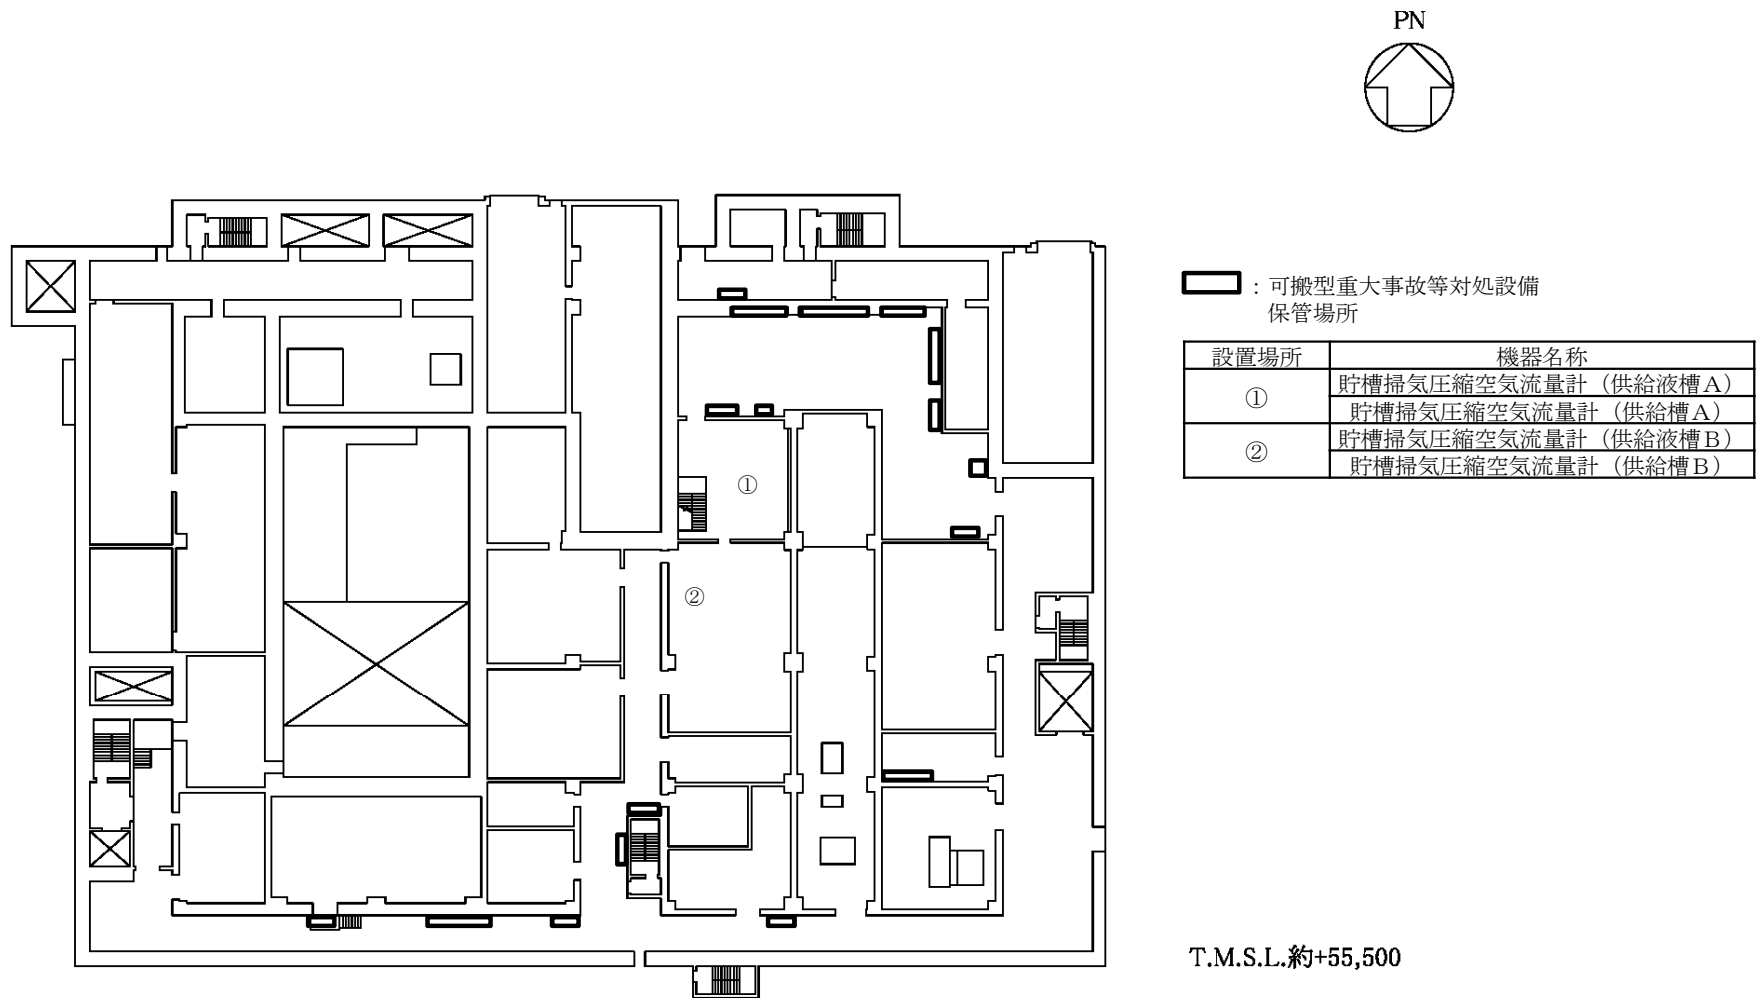 PN
：可搬型重大事故等対処設備
保管場所
設置場所 機器名称
① 貯槽掃気圧縮空気流量計（供給液槽Ａ）
貯槽掃気圧縮空気流量計（供給槽Ａ）
② 貯槽掃気圧縮空気流量計（供給液槽Ｂ）
貯槽掃気圧縮空気流量計（供給槽Ｂ）
①
②
T.M.S.L.約+55,500